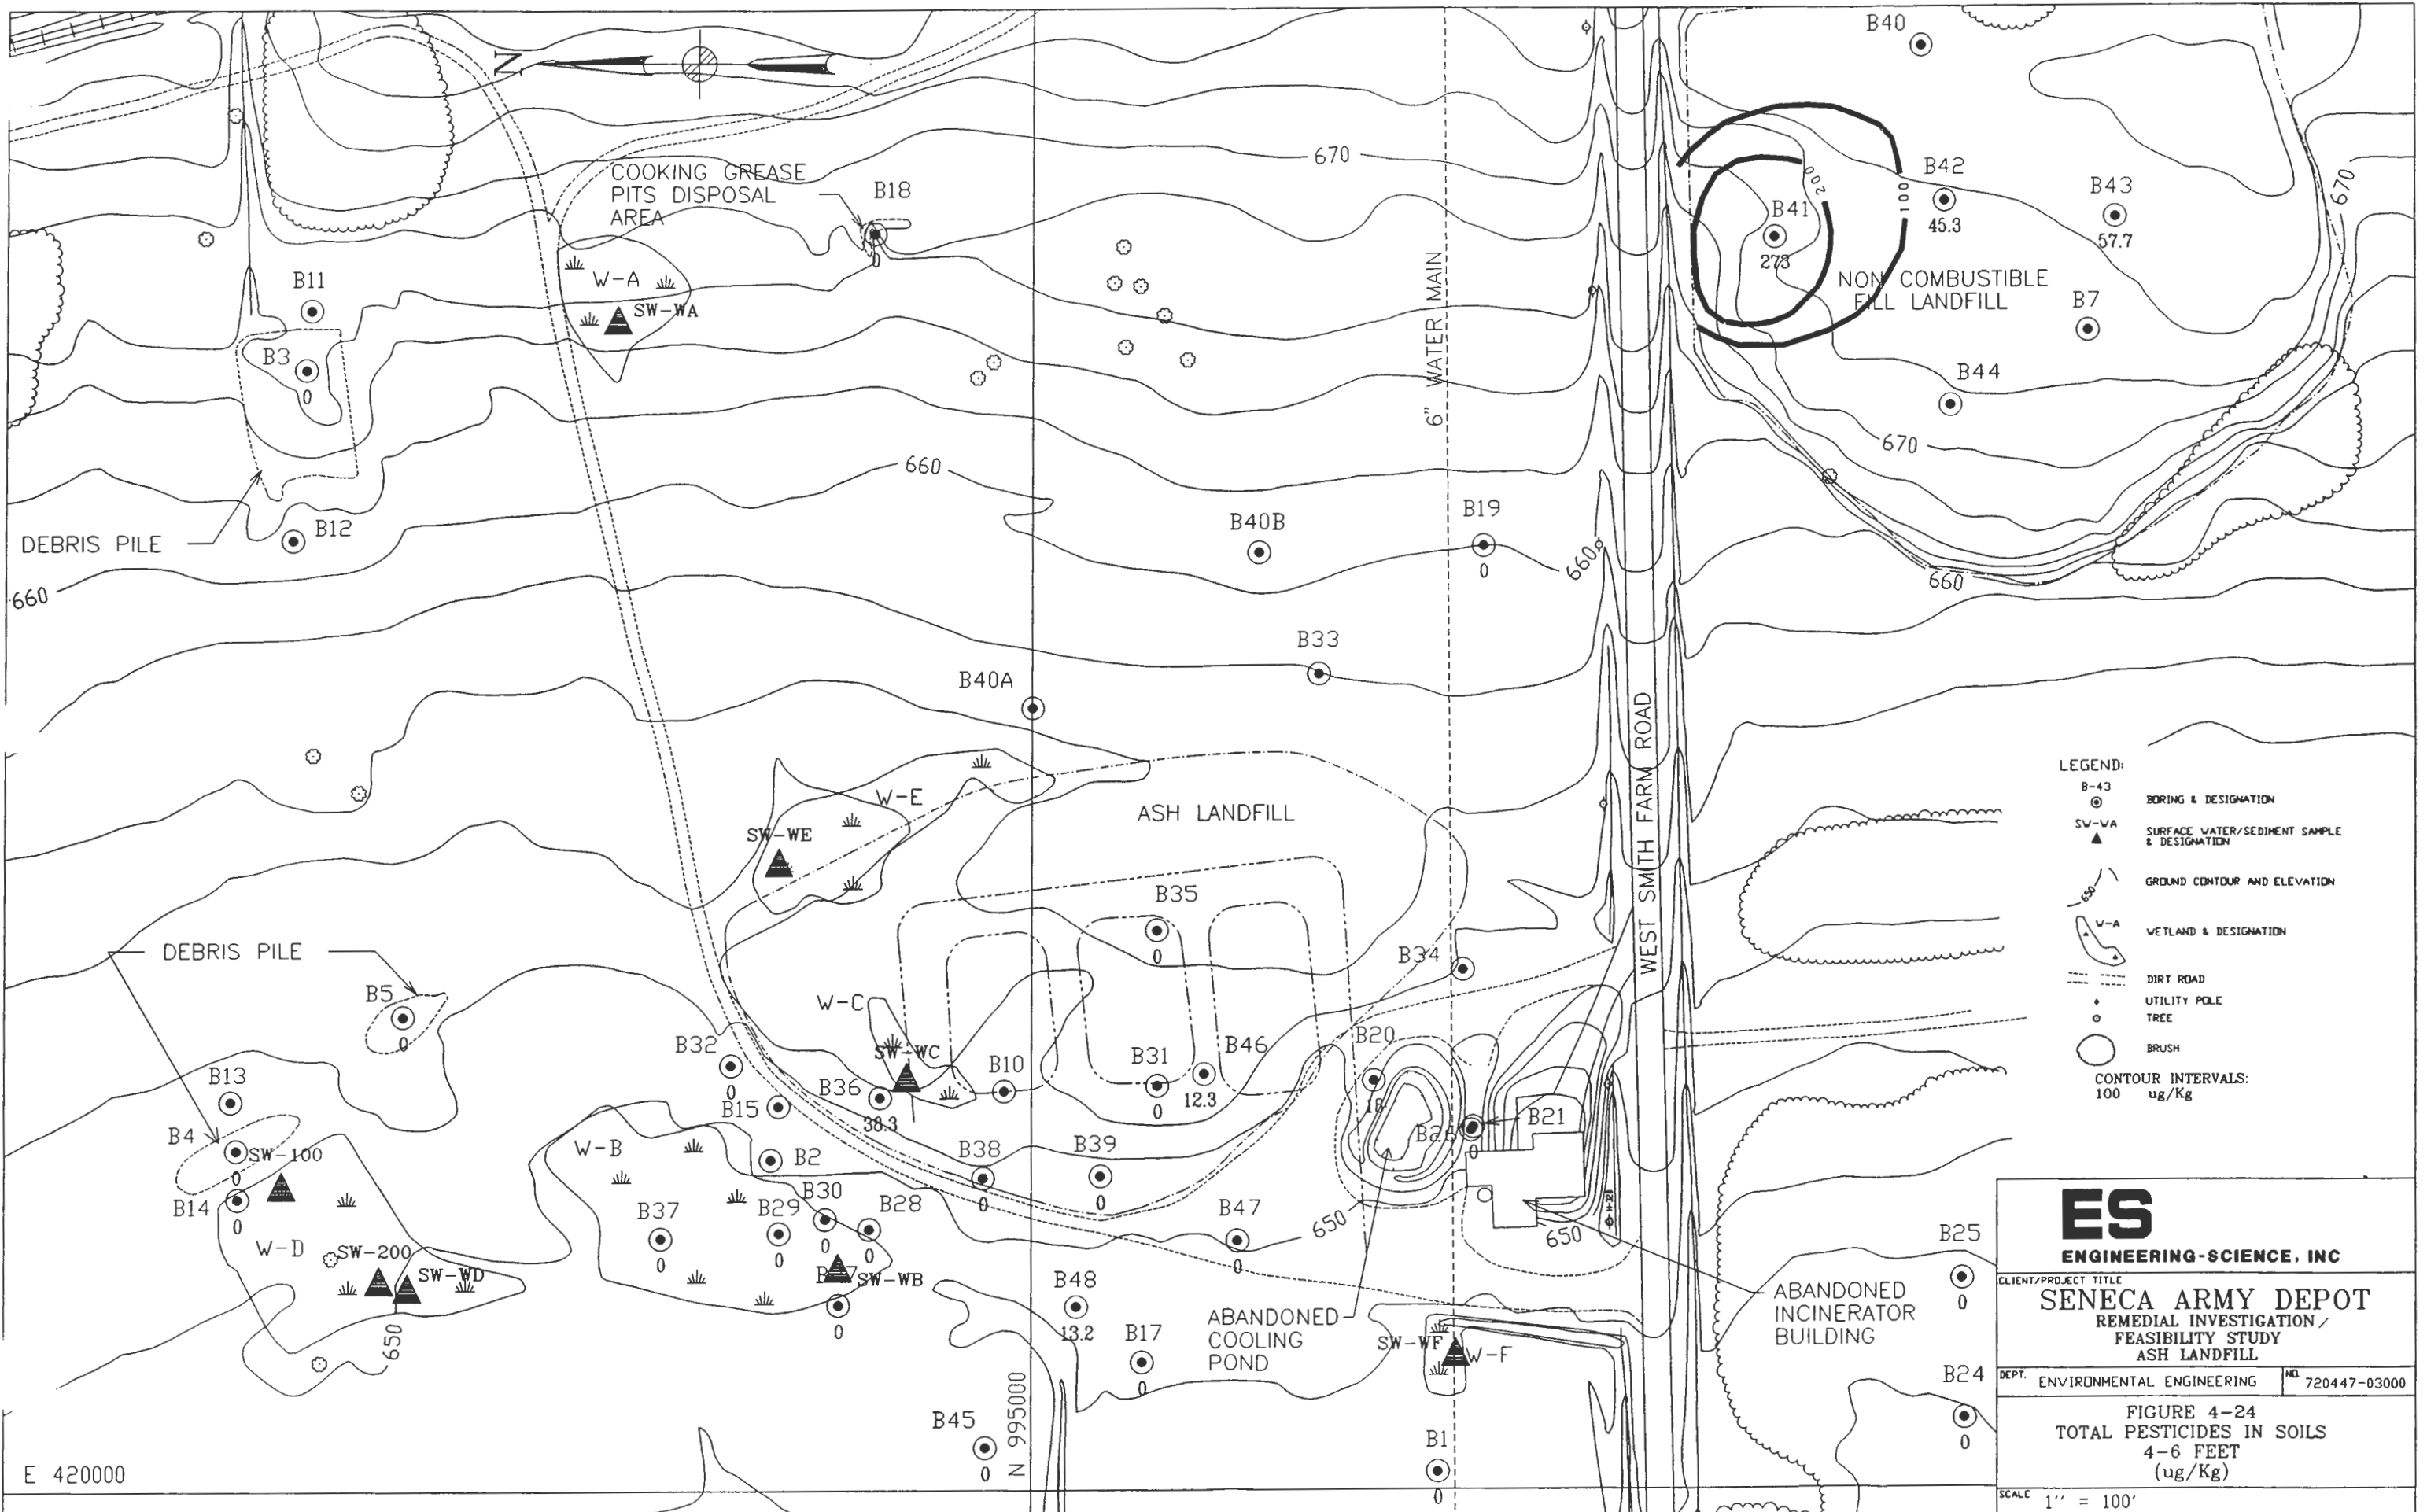 N
B40
COOKING GREASE
PITS DISPOSAL
AREA
B18
0
670
B42
45.3
B43
57.7
670
200
100
B41
273
NON COMBUSTIBLE
FILL LANDFILL
B7
B11
W-A
SW-WA
B3
0
6" WATER MAIN
B44
670
660
DEBRIS PILE
B12
B40B
B19
0
660
660
660
B33
B40A
WEST SMITH FARM ROAD
W-E
SW-WE
ASH LANDFILL
B35
0
B34
DEBRIS PILE
B5
0
W-C
SW-WC
B32
0
B15
B36
38.3
B10
B31
0
B46
12.3
B20
18
B13
B4
0
SW-100
B14
0
B26
B21
0
W-B
B2
B38
0
B39
0
B37
0
B29
0
B30
0
B28
0
B47
0
650
650
W-D
SW-200
SW-WD
650
SW-WB
0
B48
13.2
B17
0
ABANDONED
COOLING
POND
SW-WF
W-F
ABANDONED
INCINERATOR
BUILDING
B25
0
B24
0
B45
0
B1
0
N 995000
E 420000
LEGEND:
B-43
BORING & DESIGNATION
SW-WA
SURFACE WATER/SEDIMENT SAMPLE
& DESIGNATION
650
GROUND CONTOUR AND ELEVATION
W-A
WETLAND & DESIGNATION
DIRT ROAD
UTILITY POLE
TREE
BRUSH
CONTOUR INTERVALS:
100 ug/Kg
ES
ENGINEERING-SCIENCE, INC
CLIENT/PROJECT TITLE
SENECA ARMY DEPOT
REMEDIAL INVESTIGATION/
FEASIBILITY STUDY
ASH LANDFILL
DEPT. ENVIRONMENTAL ENGINEERING
NO. 720447-03000
FIGURE 4-24
TOTAL PESTICIDES IN SOILS
4-6 FEET
(ug/Kg)
SCALE 1'' = 100'